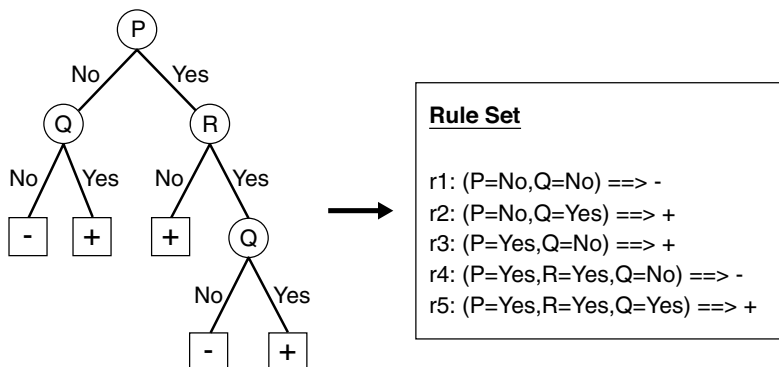 P
No Yes
Q R
No Yes No Yes
- + + Q
No Yes
- +
Rule Set
r1: (P=No,Q=No) ==> -
r2: (P=No,Q=Yes) ==> +
r3: (P=Yes,Q=No) ==> +
r4: (P=Yes,R=Yes,Q=No) ==> -
r5: (P=Yes,R=Yes,Q=Yes) ==> +